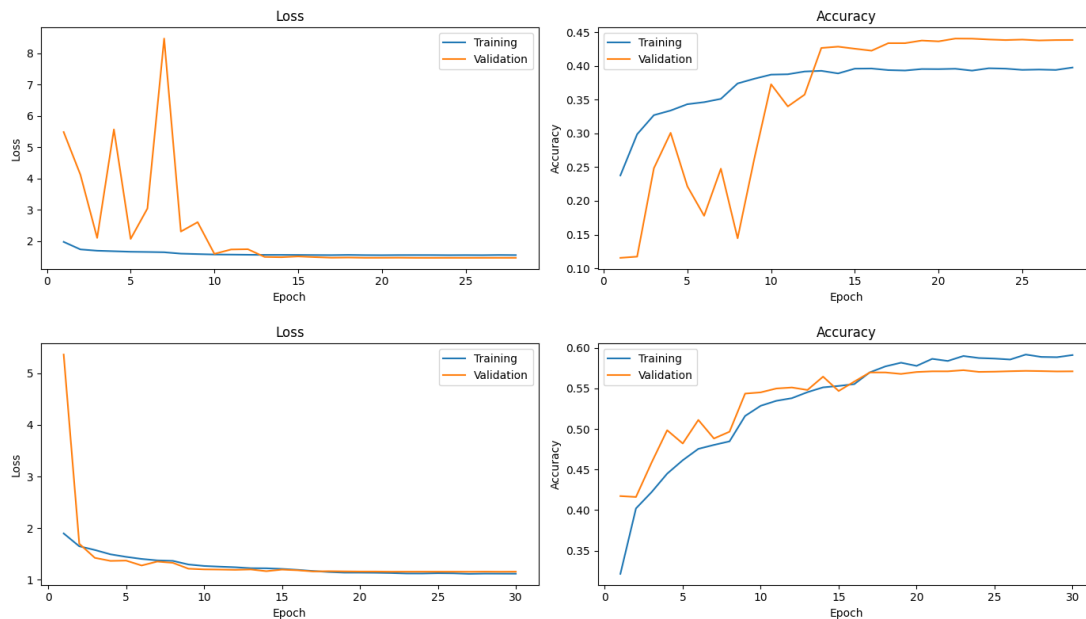 Loss
Training
Validation
8
7
6
5
4
3
2
Loss
0
5
10
15
20
25
Epoch
Accuracy
Training
Validation
0.45
0.40
0.35
0.30
0.25
0.20
0.15
0.10
Accuracy
0
5
10
15
20
25
Epoch
Loss
Training
Validation
5
4
3
2
1
Loss
0
5
10
15
20
25
30
Epoch
Accuracy
Training
Validation
0.60
0.55
0.50
0.45
0.40
0.35
Accuracy
0
5
10
15
20
25
30
Epoch